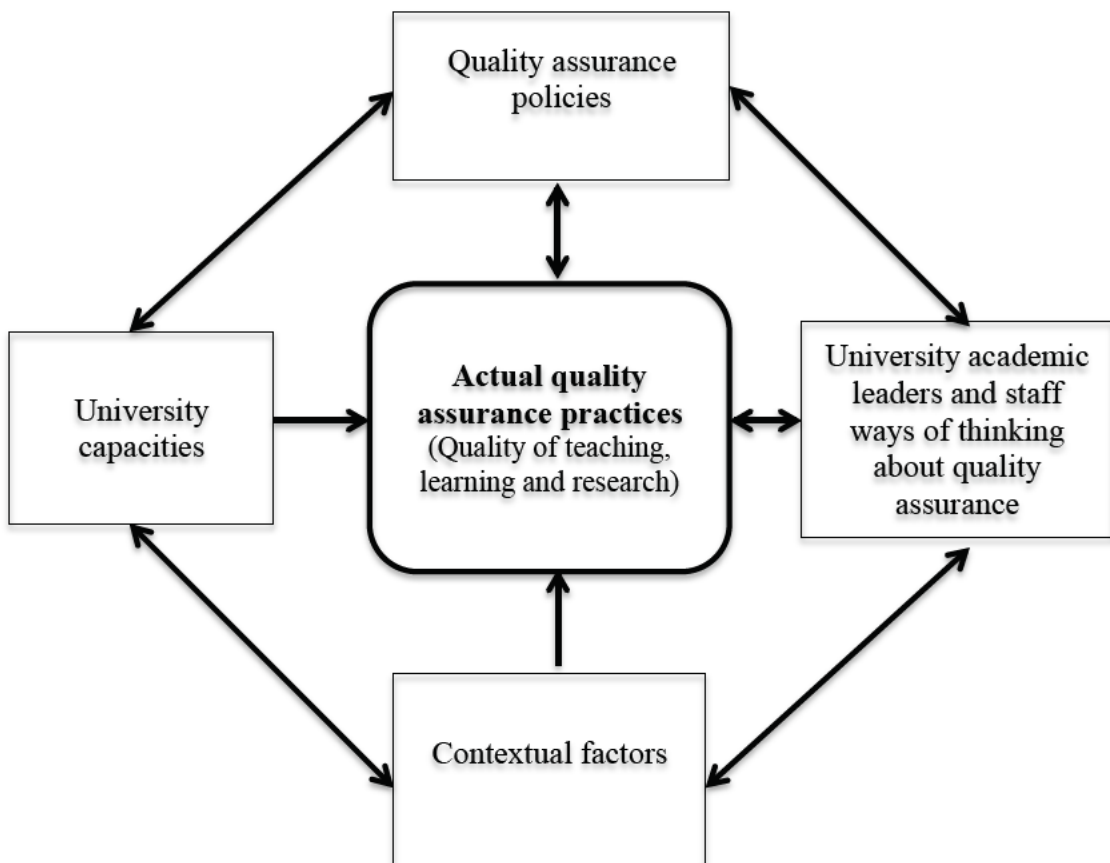 Quality assurance
policies
Actual quality
assurance practices
(Quality of teaching,
learning and research)
University
capacities
University academic
leaders and staff
ways of thinking
about quality
assurance
Contextual factors